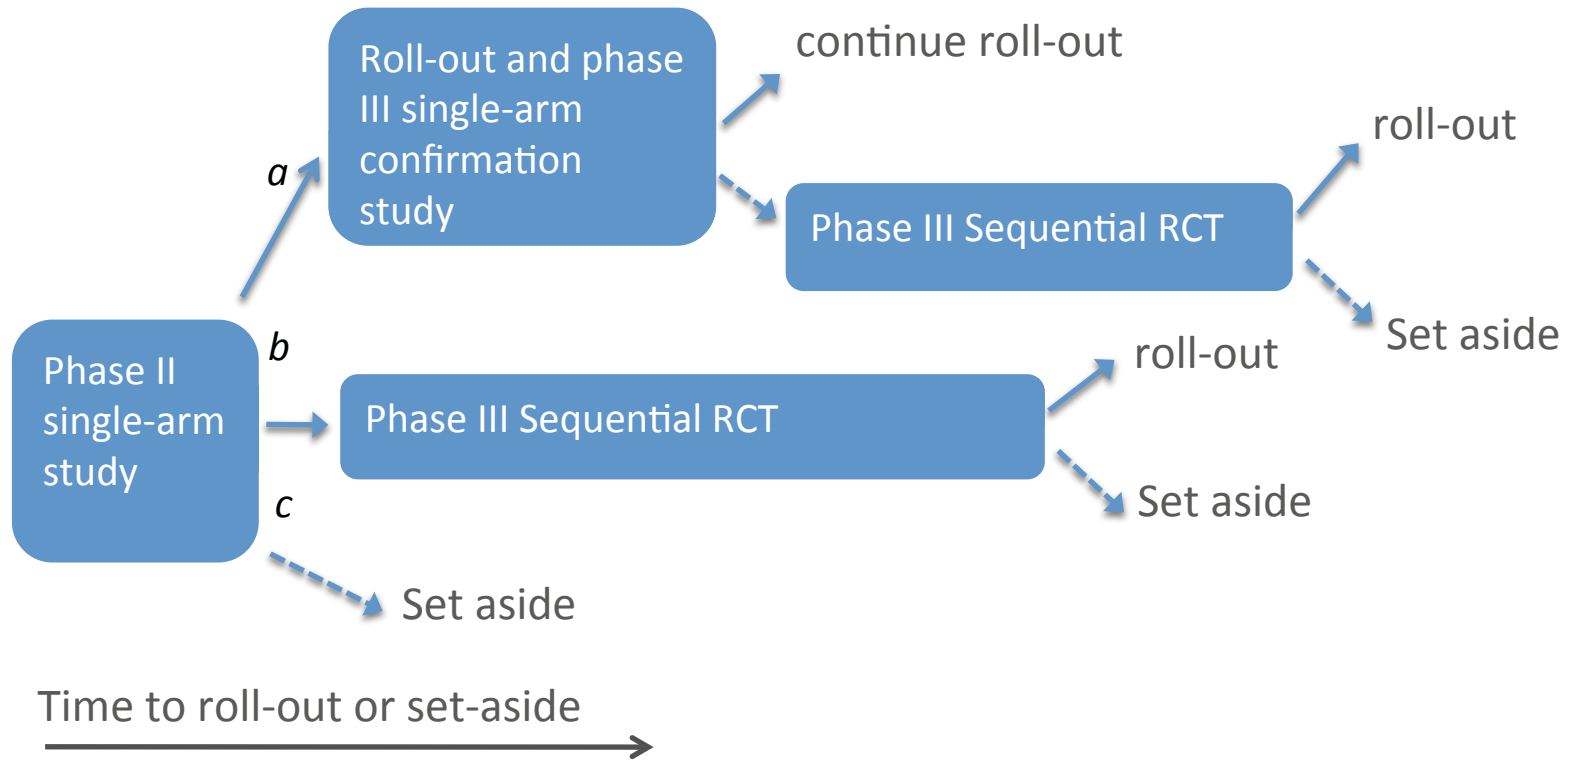 Roll-out and phase
III single-arm
confirmation
study
continue roll-out
roll-out
a
Phase III Sequential RCT
Set aside
b
roll-out
Phase II
single-arm
study
Phase III Sequential RCT
c
Set aside
Set aside
Time to roll-out or set-aside